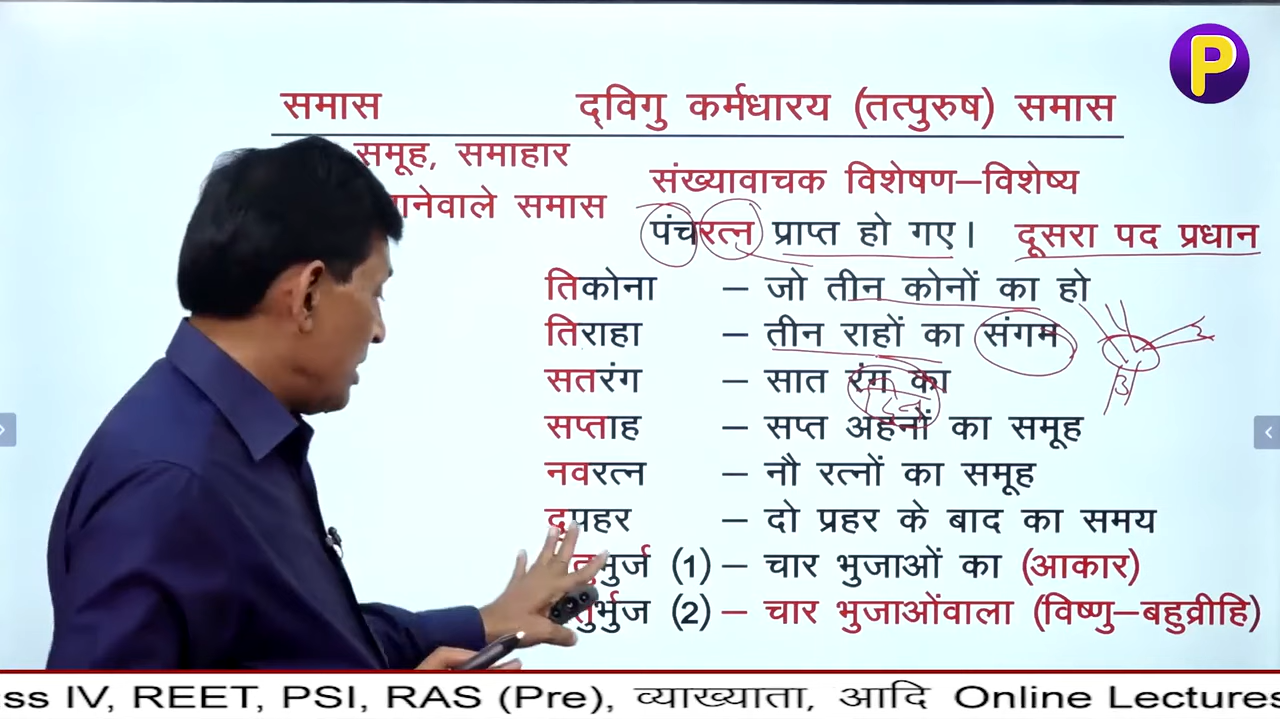 P
समास द्विगु कर्मधारय (तत्पुरुष) समास
समूह, समाहार
संख्यावाचक विशेषण–विशेष्य
समास
पंचरत्न प्राप्त हो गए। दूसरा पद प्रधान
तिकोना – जो तीन कोनों का हो
तिराहा – तीन राहों का संगम
3
सतरंग – सात रंग का
सप्ताह – सप्त अहनों का समूह
नवरत्न – नौ रत्नों का समूह
दुपहर – दो प्रहर के बाद का समय
(1) – चार भुजाओं का (आकार)
(2) – चार भुजाओंवाला (विष्णु–बहुव्रीहि)
IV, REET, PSI, RAS (Pre), व्याख्याता, आदि Online Lectures